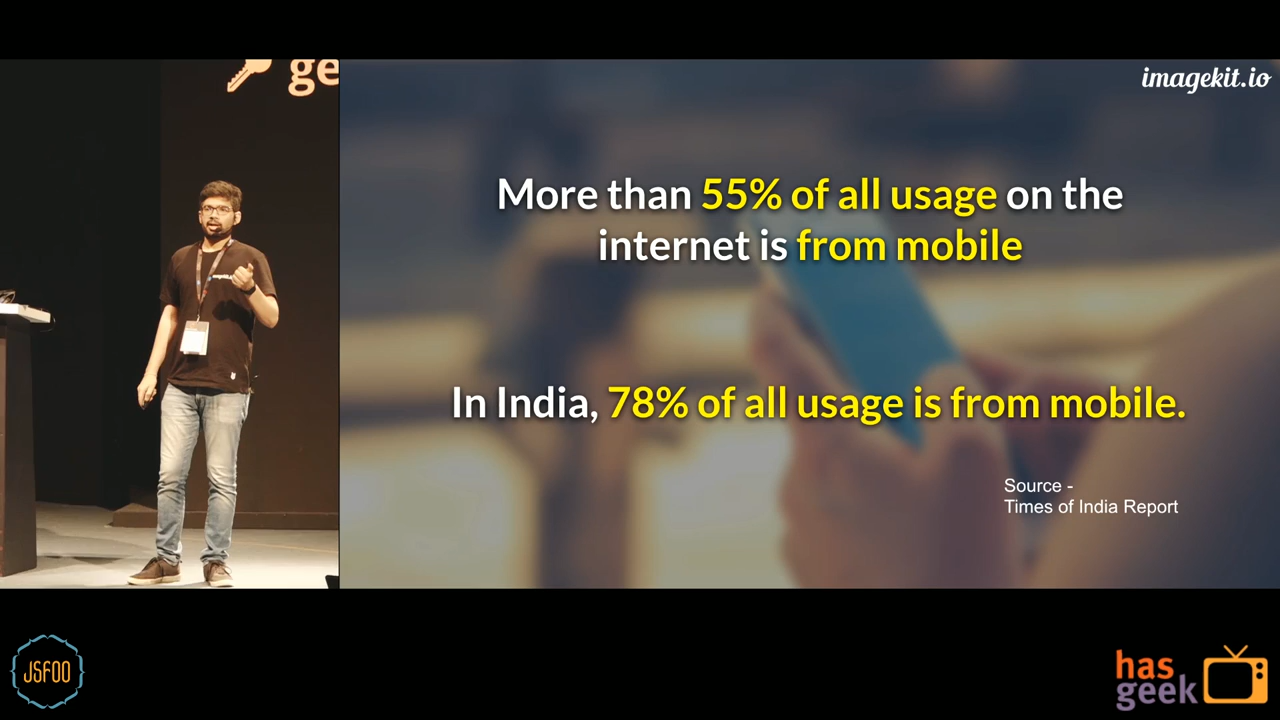 ge
imagekit.io
More than 55% of all usage on the
internet is from mobile
In India, 78% of all usage is from mobile.
Source -
Times of India Report
JSFOO
has
geek